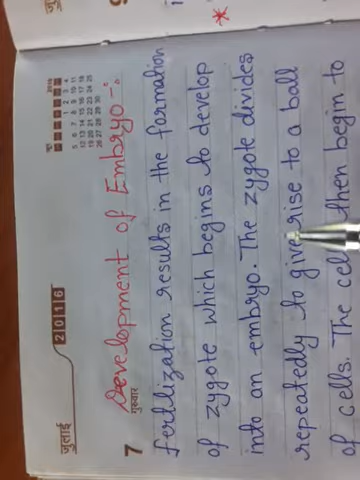 जुलाई 2016
7 गुरुवार
Development of Embryo -:
fertilization results in the formation
of zygote which begins to develop
into an embryo. The zygote divides
repeatedly to give rise to a ball
of cells. The cell then begin to